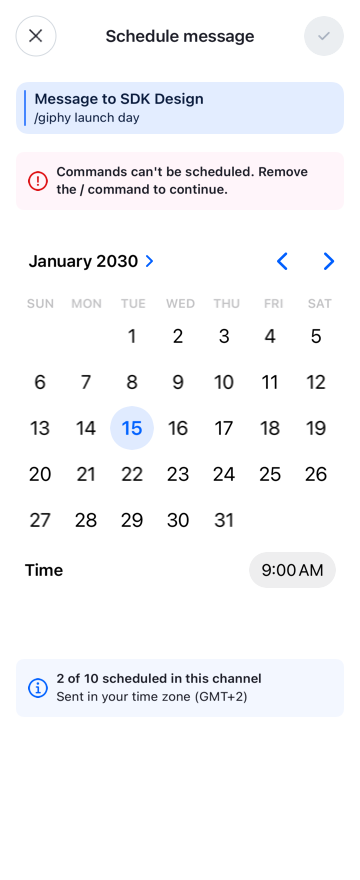 Schedule message
Message to SDK Design
/giphy launch day
Commands can't be scheduled. Remove
the / command to continue.
January 2030
SUN MON TUE WED THU FRI SAT
1 2 3 4 5
6 7 8 9 10 11 12
13 14 15 16 17 18 19
20 21 22 23 24 25 26
27 28 29 30 31
Time 9:00 AM
2 of 10 scheduled in this channel
Sent in your time zone (GMT+2)